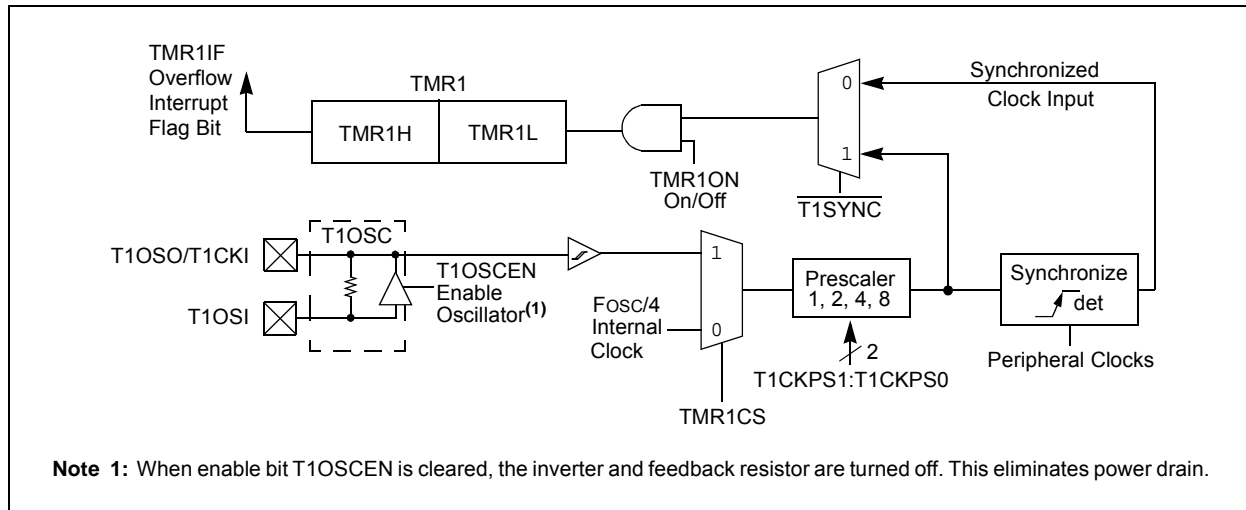 TMR1IF
Overflow
Interrupt
Flag Bit
TMR1
TMR1H
TMR1L
TMR1ON
On/Off
0
1
T1SYNC
Synchronized
Clock Input
T1OSO/T1CKI
T1OSI
T1OSC
T1OSCEN
Enable
Oscillator(1)
FOSC/4
Internal
Clock
1
0
TMR1CS
Prescaler
1, 2, 4, 8
2
T1CKPS1:T1CKPS0
Synchronize
det
Peripheral Clocks
Note 1: When enable bit T1OSCEN is cleared, the inverter and feedback resistor are turned off. This eliminates power drain.